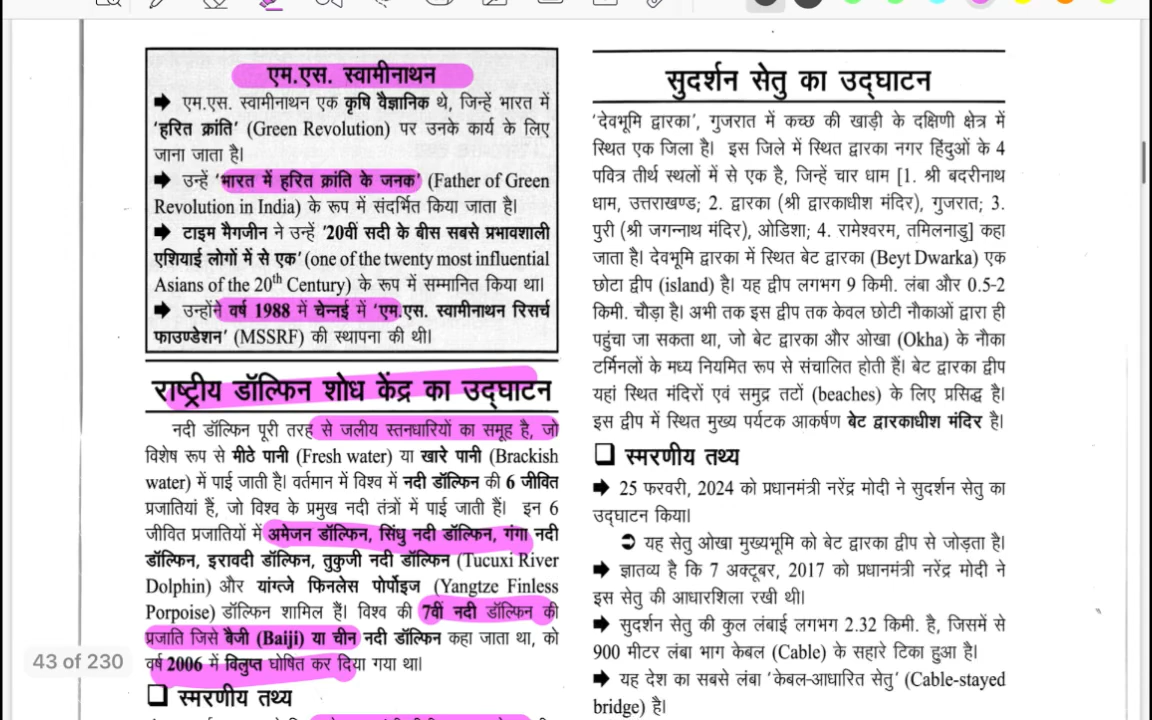 एम.एस. स्वामीनाथन
➡ एम.एस. स्वामीनाथन एक कृषि वैज्ञानिक थे, जिन्हें भारत में
'हरित क्रांति' (Green Revolution) पर उनके कार्य के लिए
जाना जाता है।
➡ उन्हें 'भारत में हरित क्रांति के जनक' (Father of Green
Revolution in India) के रूप में संदर्भित किया जाता है।
➡ टाइम मैगजीन ने उन्हें '20वीं सदी के बीस सबसे प्रभावशाली
एशियाई लोगों में से एक' (one of the twenty most influential
Asians of the 20th Century) के रूप में सम्मानित किया था।
➡ उन्होंने वर्ष 1988 में चेन्नई में 'एम.एस. स्वामीनाथन रिसर्च
फाउण्डेशन' (MSSRF) की स्थापना की थी।
राष्ट्रीय डॉल्फिन शोध केंद्र का उद्घाटन
नदी डॉल्फिन पूरी तरह से जलीय स्तनधारियों का समूह है, जो
विशेष रूप से मीठे पानी (Fresh water) या खारे पानी (Brackish
water) में पाई जाती है। वर्तमान में विश्व में नदी डॉल्फिन की 6 जीवित
प्रजातियां हैं, जो विश्व के प्रमुख नदी तंत्रों में पाई जाती हैं। इन 6
जीवित प्रजातियों में अमेजन डॉल्फिन, सिंधु नदी डॉल्फिन, गंगा नदी
डॉल्फिन, इरावदी डॉल्फिन, तुकुजी नदी डॉल्फिन (Tucuxi River
Dolphin) और यांग्त्जे फिनलेस पोर्पोइज (Yangtze Finless
Porpoise) डॉल्फिन शामिल हैं। विश्व की 7वीं नदी डॉल्फिन की
प्रजाति जिसे बैजी (Baiji) या चीन नदी डॉल्फिन कहा जाता था, को
वर्ष 2006 में विलुप्त घोषित कर दिया गया था।
❑ स्मरणीय तथ्य
43 of 230
सुदर्शन सेतु का उद्घाटन
'देवभूमि द्वारका', गुजरात में कच्छ की खाड़ी के दक्षिणी क्षेत्र में
स्थित एक जिला है। इस जिले में स्थित द्वारका नगर हिंदुओं के 4
पवित्र तीर्थ स्थलों में से एक है, जिन्हें चार धाम [1. श्री बदरीनाथ
धाम, उत्तराखण्ड; 2. द्वारका (श्री द्वारकाधीश मंदिर), गुजरात; 3.
पुरी (श्री जगन्नाथ मंदिर), ओडिशा; 4. रामेश्वरम, तमिलनाडु] कहा
जाता है। देवभूमि द्वारका में स्थित बेट द्वारका (Beyt Dwarka) एक
छोटा द्वीप (island) है। यह द्वीप लगभग 9 किमी. लंबा और 0.5-2
किमी. चौड़ा है। अभी तक इस द्वीप तक केवल छोटी नौकाओं द्वारा ही
पहुंचा जा सकता था, जो बेट द्वारका और ओखा (Okha) के नौका
टर्मिनलों के मध्य नियमित रूप से संचालित होती हैं। बेट द्वारका द्वीप
यहां स्थित मंदिरों एवं समुद्र तटों (beaches) के लिए प्रसिद्ध है।
इस द्वीप में स्थित मुख्य पर्यटक आकर्षण बेट द्वारकाधीश मंदिर है।
❑ स्मरणीय तथ्य
➡ 25 फरवरी, 2024 को प्रधानमंत्री नरेंद्र मोदी ने सुदर्शन सेतु का
उद्घाटन किया।
➲ यह सेतु ओखा मुख्यभूमि को बेट द्वारका द्वीप से जोड़ता है।
➡ ज्ञातव्य है कि 7 अक्टूबर, 2017 को प्रधानमंत्री नरेंद्र मोदी ने
इस सेतु की आधारशिला रखी थी।
➡ सुदर्शन सेतु की कुल लंबाई लगभग 2.32 किमी. है, जिसमें से
900 मीटर लंबा भाग केबल (Cable) के सहारे टिका हुआ है।
➡ यह देश का सबसे लंबा 'केबल-आधारित सेतु' (Cable-stayed
bridge) है।